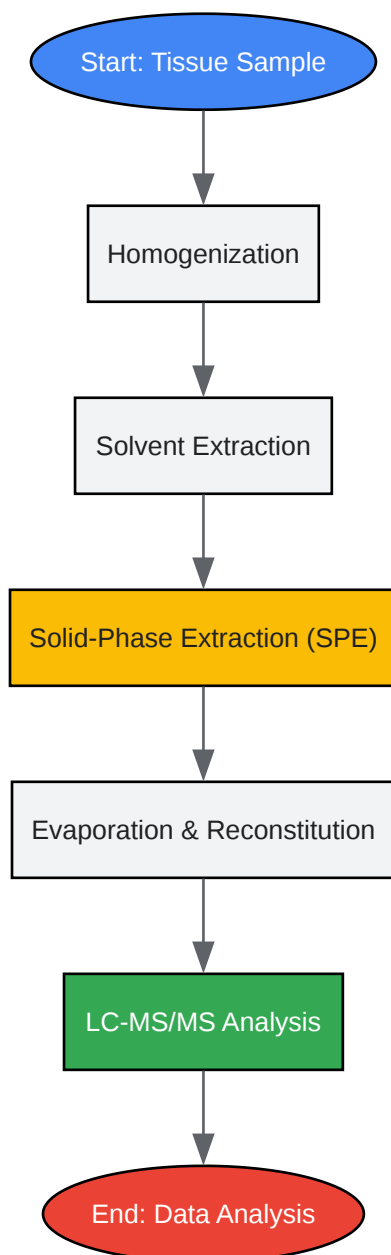 Start: Tissue Sample
Homogenization
Solvent Extraction
Solid-Phase Extraction (SPE)
Evaporation & Reconstitution
LC-MS/MS Analysis
End: Data Analysis